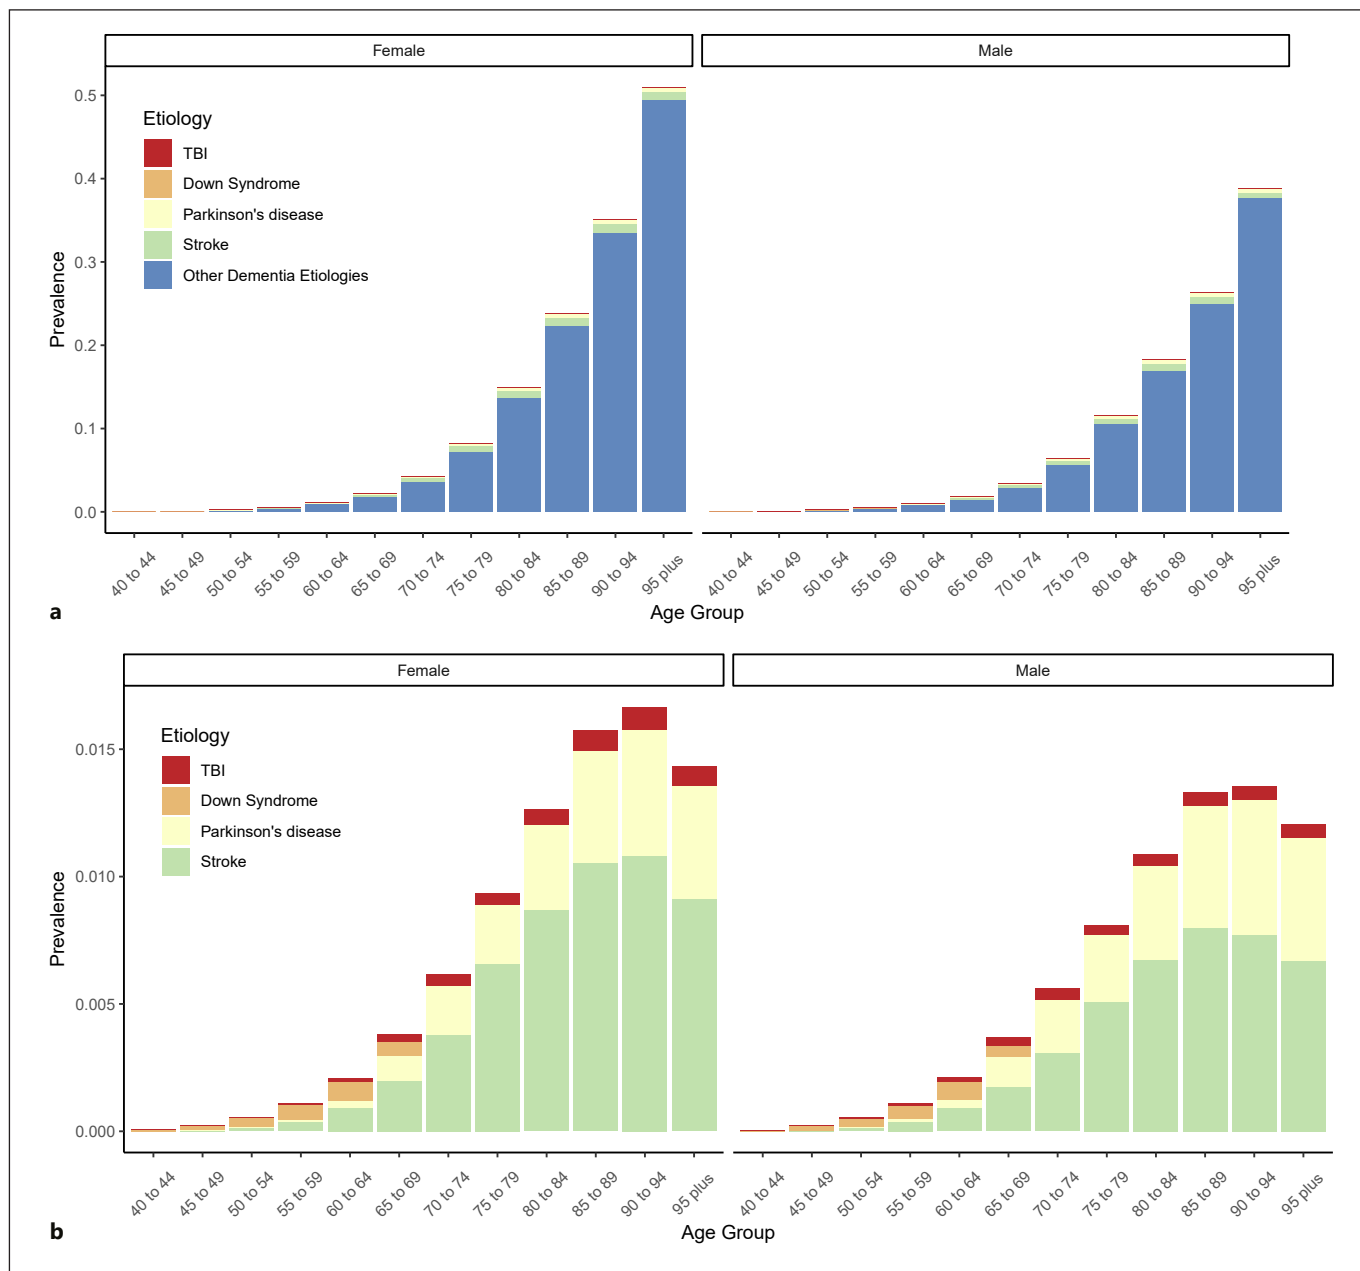 Female
Male
Etiology
TBI
Down Syndrome
Parkinson's disease
Stroke
Other Dementia Etiologies
Prevalence
0.5
0.4
0.3
0.2
0.1
0.0
40 to 44
45 to 49
50 to 54
55 to 59
60 to 64
65 to 69
70 to 74
75 to 79
80 to 84
85 to 89
90 to 94
95 plus
40 to 44
45 to 49
50 to 54
55 to 59
60 to 64
65 to 69
70 to 74
75 to 79
80 to 84
85 to 89
90 to 94
95 plus
Age Group
a
Female
Male
Etiology
TBI
Down Syndrome
Parkinson's disease
Stroke
Prevalence
0.015
0.010
0.005
0.000
40 to 44
45 to 49
50 to 54
55 to 59
60 to 64
65 to 69
70 to 74
75 to 79
80 to 84
85 to 89
90 to 94
95 plus
40 to 44
45 to 49
50 to 54
55 to 59
60 to 64
65 to 69
70 to 74
75 to 79
80 to 84
85 to 89
90 to 94
95 plus
Age Group
b